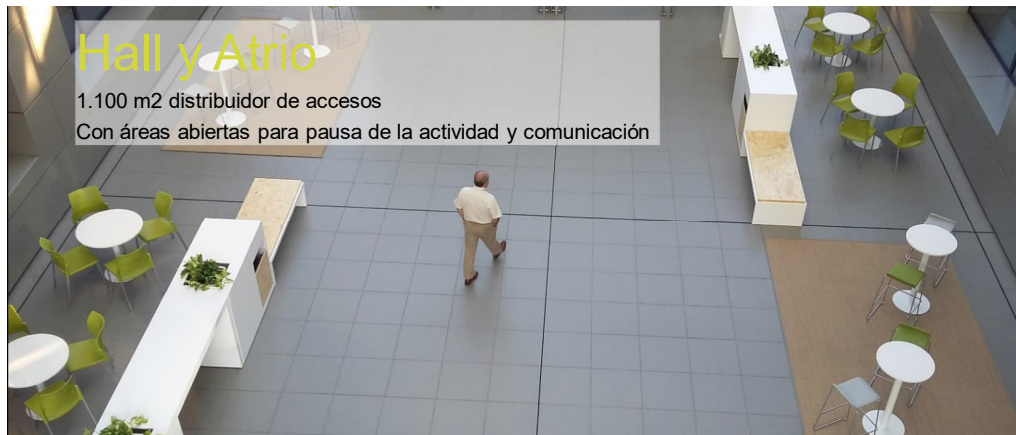 Hall y Atrio
1.100 m2 distribuidor de accesos
Con áreas abiertas para pausa de la actividad y comunicación